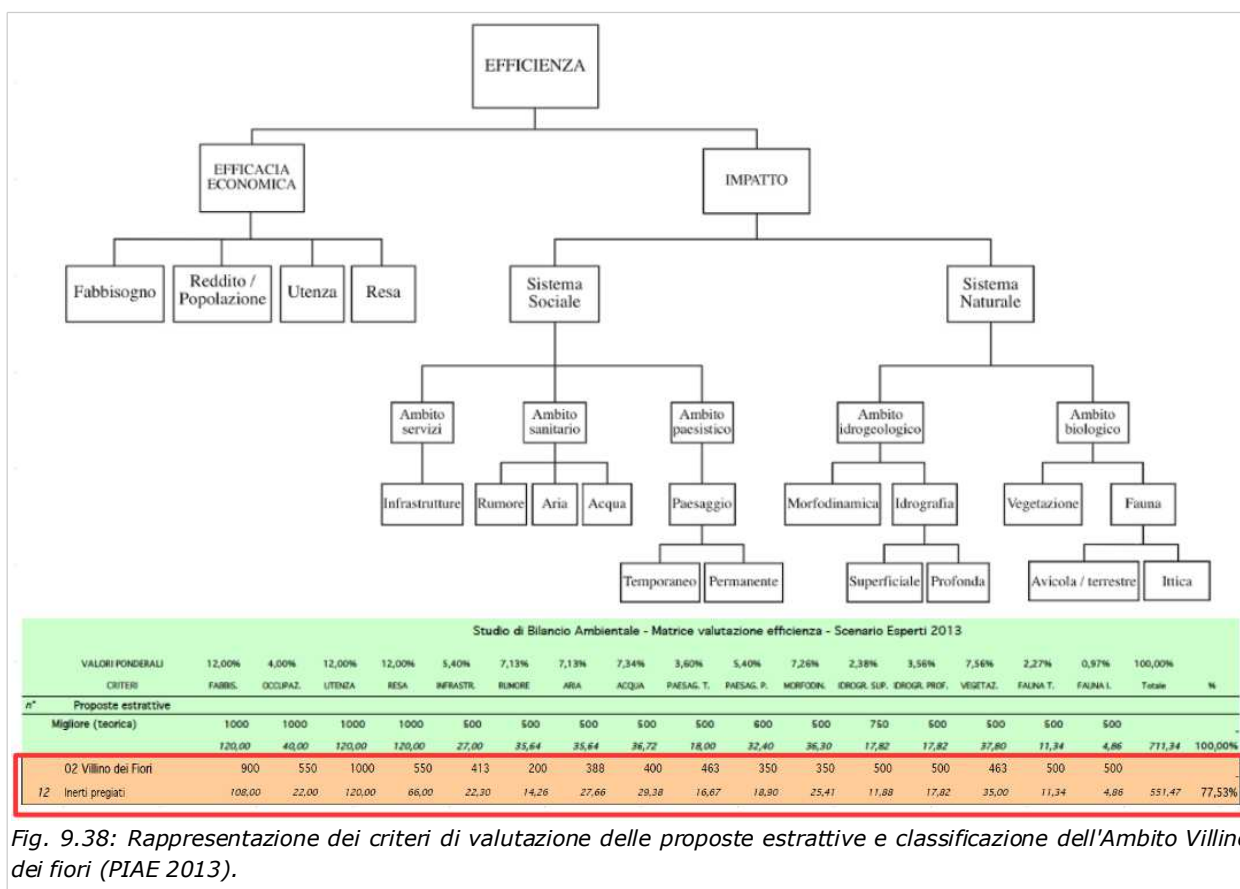 EFFICIENZA
EFFICACIA
ECONOMICA
IMPATTO
Fabbisogno
Reddito /
Popolazione
Utenza
Resa
Sistema
Sociale
Sistema
Naturale
Ambito
servizi
Ambito
sanitario
Ambito
paesistico
Ambito
idrogeologico
Ambito
biologico
Infrastrutture
Rumore
Aria
Acqua
Paesaggio
Morfodinamica
Idrografia
Vegetazione
Fauna
Temporaneo
Permanente
Superficiale
Profonda
Avicola / terrestre
Ittica
Studio di Bilancio Ambientale - Matrice valutazione efficienza - Scenario Esperti 2013
VALORI PONDERALI 12,00% 4,00% 12,00% 12,00% 5,40% 7,13% 7,13% 7,34% 3,60% 5,40% 7,26% 2,38% 3,56% 7,56% 2,27% 0,97% 100,00%
CRITERI FABBIS. OCCUPAZ. UTENZA RESA INFRASTR. RUMORE ARIA ACQUA PAESAG. T. PAESAG. P. MORFODIN. IDROGR. SUP. IDROGR. PROF. VEGETAZ. FAUNA T. FAUNA I. Totale %
n° Proposte estrattive
Migliore (teorica) 1000 1000 1000 1000 500 500 500 500 500 600 500 750 500 500 500 500 -
120,00 40,00 120,00 120,00 27,00 35,64 35,64 36,72 18,00 32,40 36,30 17,82 17,82 37,80 11,34 4,86 711,34 100,00%
02 Villino dei Fiori 900 550 1000 550 413 200 388 400 463 350 350 500 500 463 500 500 -
12 Inerti pregiati 108,00 22,00 120,00 66,00 22,30 14,26 27,66 29,38 16,67 18,90 25,41 11,88 17,82 35,00 11,34 4,86 551,47 77,53%
Fig. 9.38: Rappresentazione dei criteri di valutazione delle proposte estrattive e classificazione dell'Ambito Villino
dei fiori (PIAE 2013).